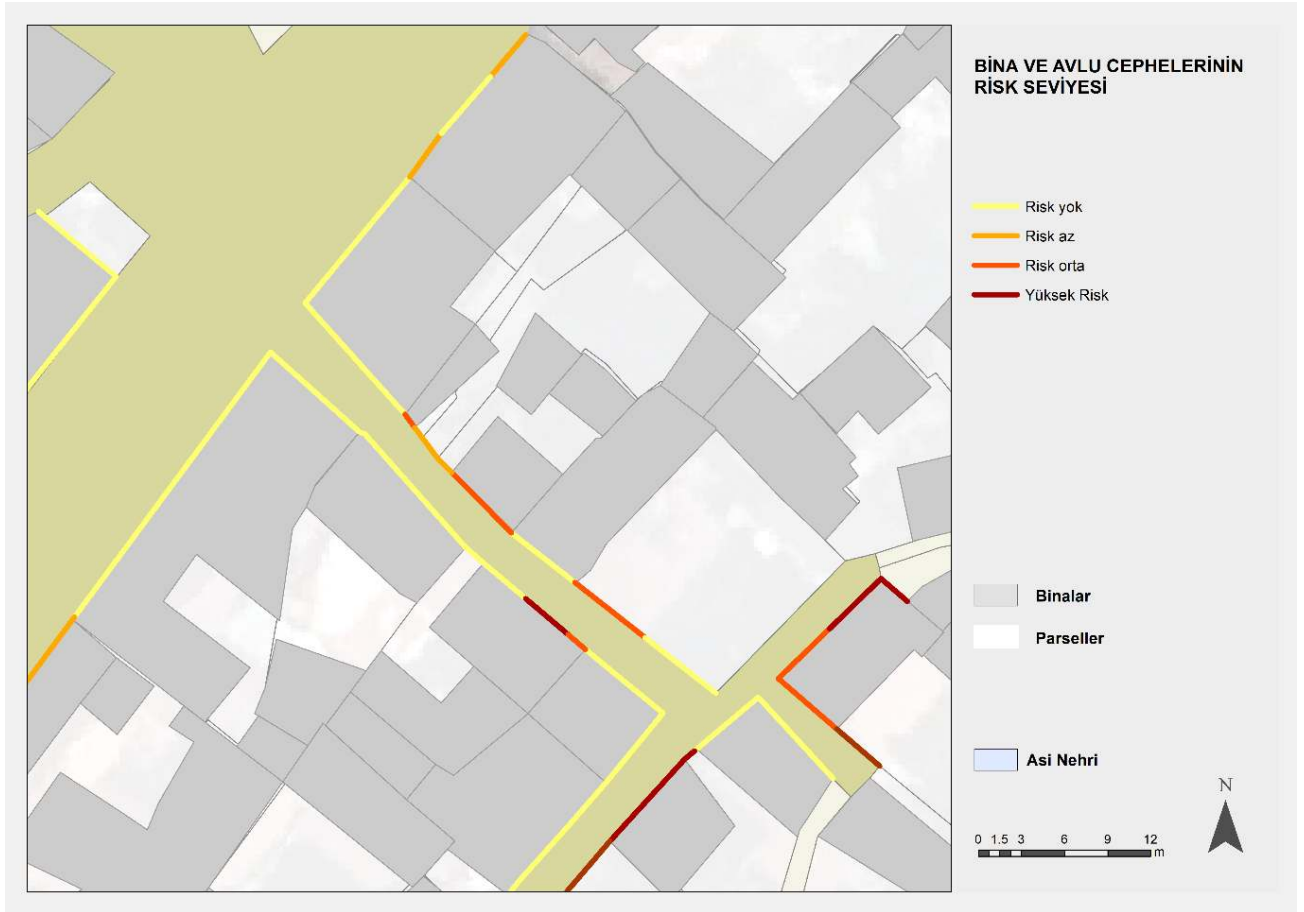 BİNA VE AVLU CEPHELERİNİN
RİSK SEVİYESİ
Risk yok
Risk az
Risk orta
Yüksek Risk
Binalar
Parseller
Asi Nehri
N
0 1.5 3 6 9 12
m